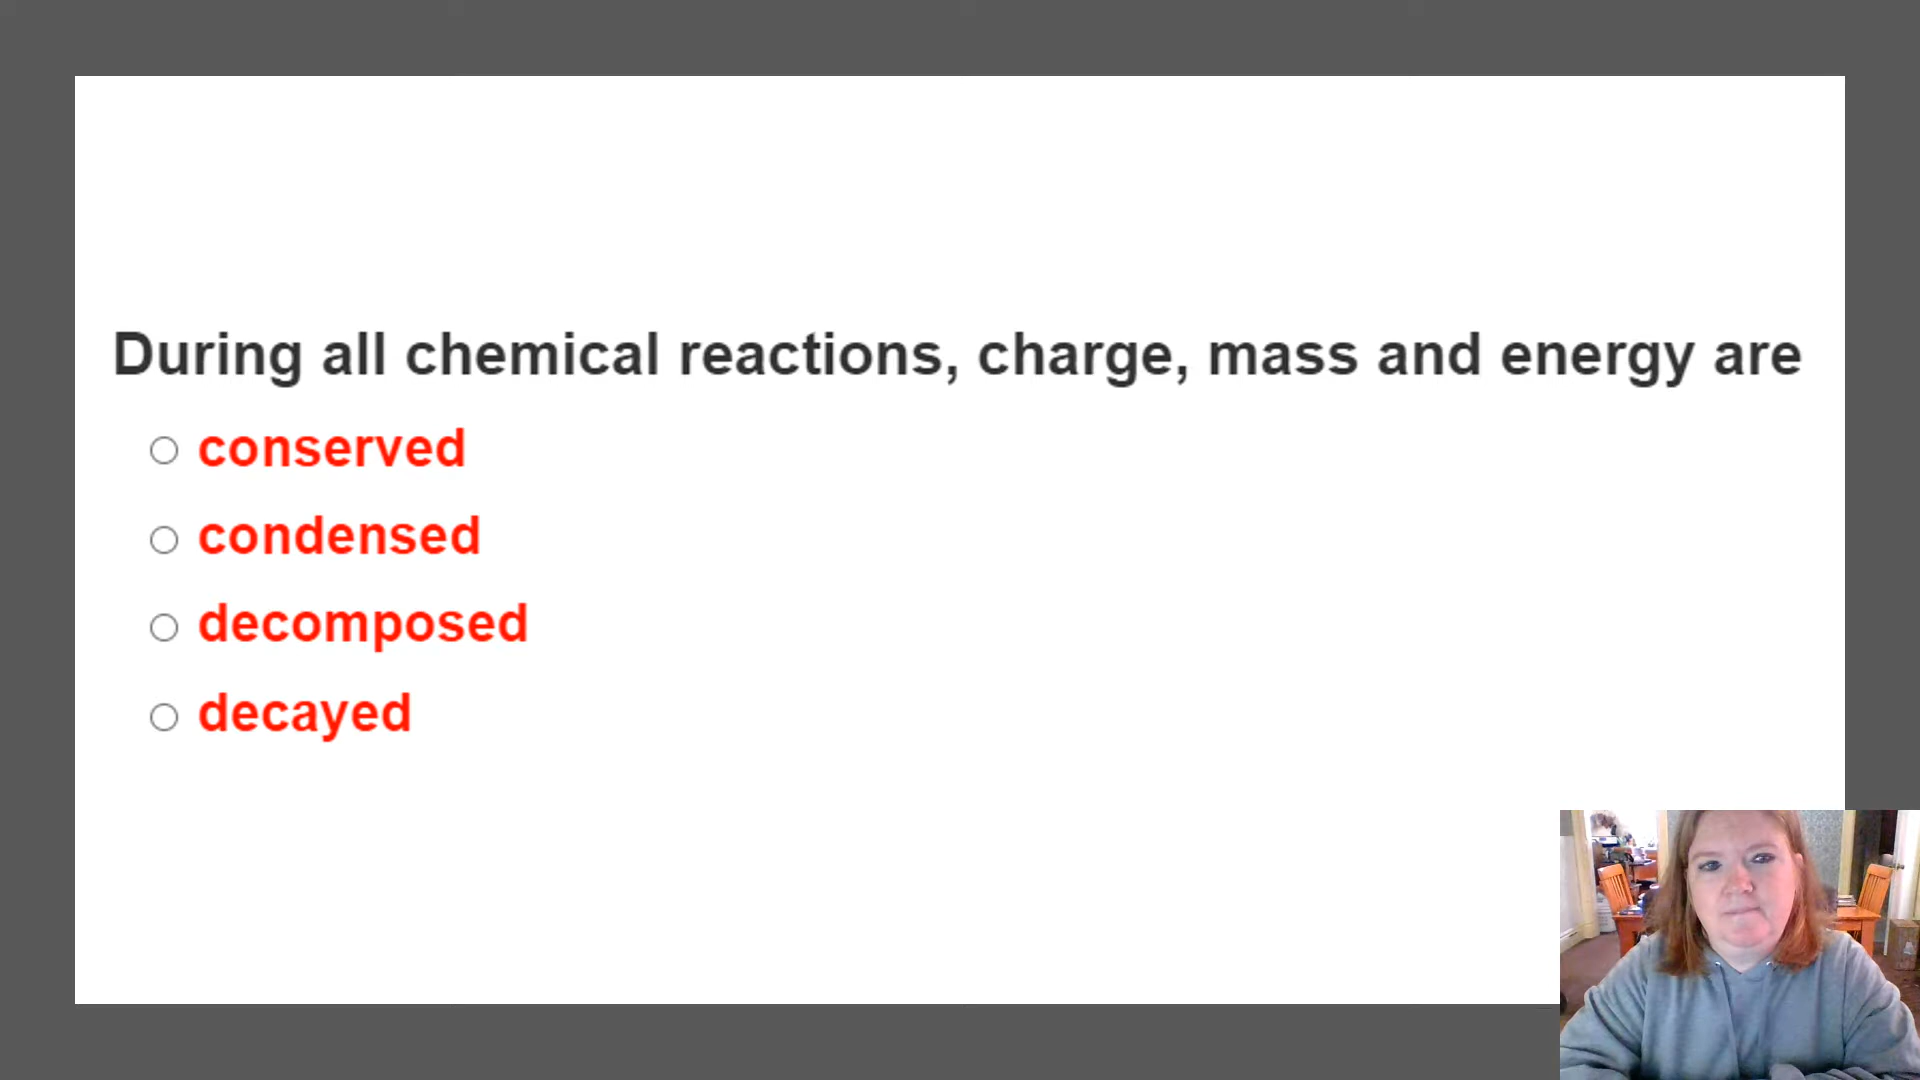 During all chemical reactions, charge, mass and energy are
conserved
condensed
decomposed
decayed